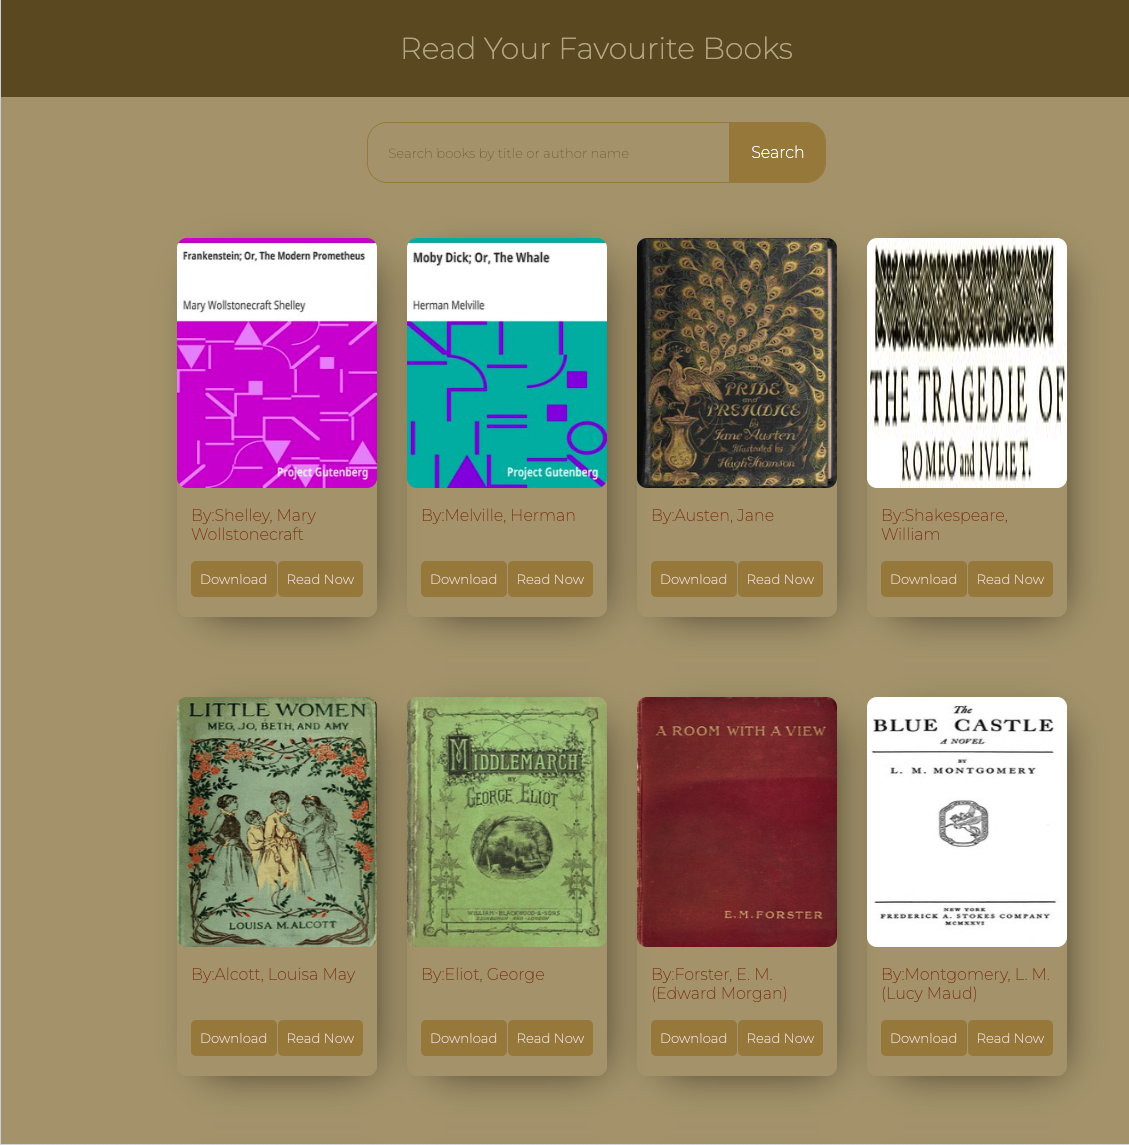 Read Your Favourite Books
Search books by title or author name
Search
Frankenstein; Or, The Modern Prometheus
Mary Wollstonecraft Shelley
Project Gutenberg
By:Shelley, Mary
Wollstonecraft
Download
Read Now
Moby Dick; Or, The Whale
Herman Melville
Project Gutenberg
By:Melville, Herman
Download
Read Now
PRIDE
and
PREJUDICE
by
Jane Austen
Illustrated by
Hugh Thomson
By:Austen, Jane
Download
Read Now
THE TRAGEDIE OF
ROMEO and IVLIET.
By:Shakespeare,
William
Download
Read Now
LITTLE WOMEN
MEG, JO, BETH, AND AMY
LOUISA M. ALCOTT
By:Alcott, Louisa May
Download
Read Now
MIDDLEMARCH
BY
GEORGE ELIOT
WILLIAM · BLACKWOOD & SONS
EDINBURGH AND LONDON
By:Eliot, George
Download
Read Now
A ROOM WITH A VIEW
E. M. FORSTER
By:Forster, E. M.
(Edward Morgan)
Download
Read Now
The
BLUE CASTLE
A NOVEL
BY
L. M. MONTGOMERY
NEW YORK
FREDERICK A. STOKES COMPANY
MCMXXVI
By:Montgomery, L. M.
(Lucy Maud)
Download
Read Now